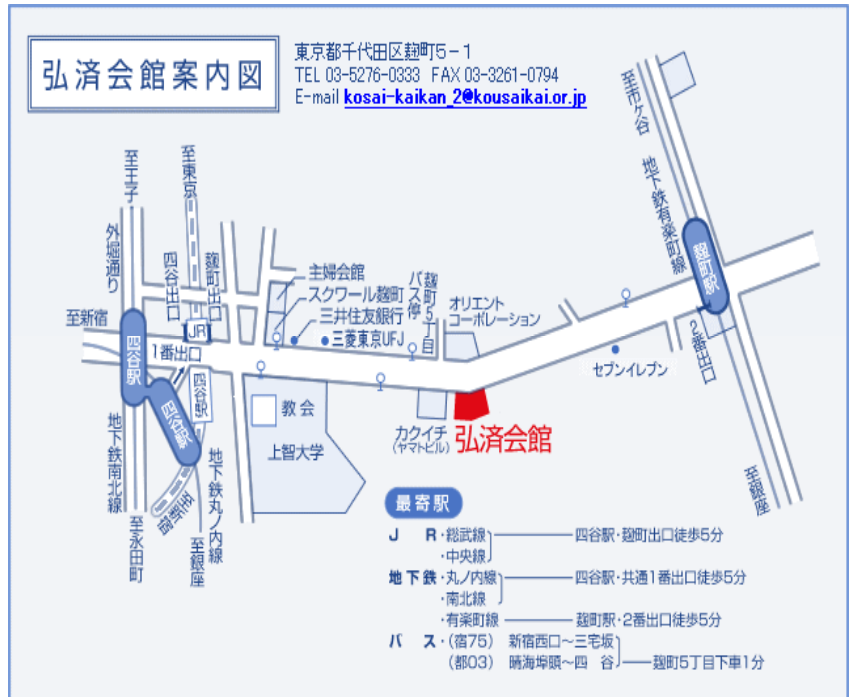 弘済会館案内図
東京都千代田区麹町5-1
TEL 03-5276-0333 FAX 03-3261-0794
E-mail kosai-kaikan_2@kousaikai.or.jp
至王子
至東京
外堀通り
四谷出口
麹町出口
主婦会館
スクワール麹町
三井住友銀行
三菱東京UFJ
麹町5丁目
バス停
オリエント
コーポレーション
至市ケ谷
地下鉄有楽町線
麹町駅
2番出口
至新宿
JR
1番出口
四谷駅
四谷駅
四谷駅
セブンイレブン
教会
上智大学
カクイチ
(ヤマトビル)
弘済会館
地下鉄南北線
至新宿
地下鉄丸ノ内線
至永田町
至銀座
至銀座
最寄駅
J R・総武線
・中央線
四谷駅・麹町出口徒歩5分
地下鉄・丸ノ内線
・南北線
四谷駅・共通1番出口徒歩5分
・有楽町線 麹町駅・2番出口徒歩5分
バ ス・(宿75) 新宿西口〜三宅坂
(都03) 晴海埠頭〜四 谷
麹町5丁目下車1分